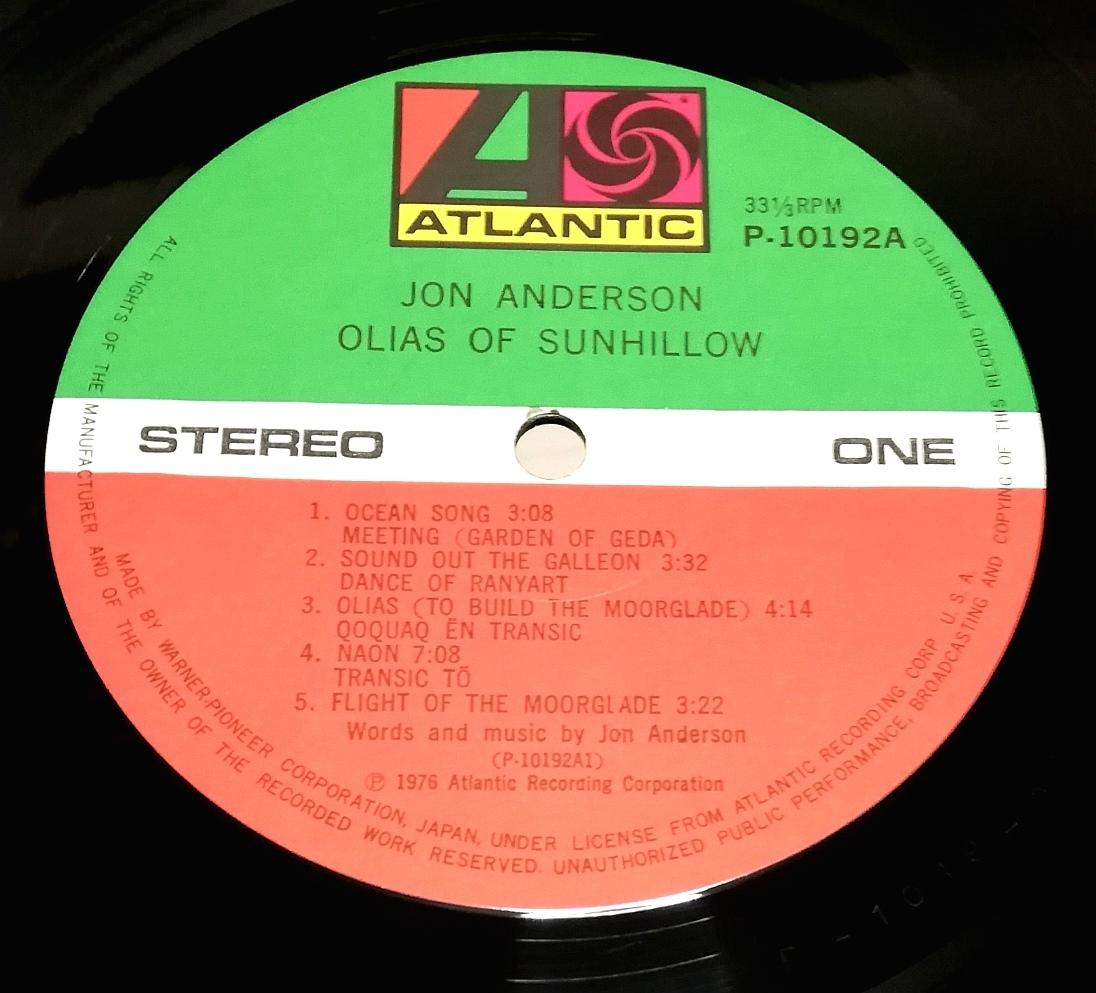 A
ATLANTIC
33⅓RPM
P-10192A
JON ANDERSON
OLIAS OF SUNHILLOW
STEREO
ONE
1. OCEAN SONG 3:08
MEETING (GARDEN OF GEDA)
2. SOUND OUT THE GALLEON 3:32
DANCE OF RANYART
3. OLIAS (TO BUILD THE MOORGLADE) 4:14
QOQUAQ ËN TRANSIC
4. NAON 7:08
TRANSIC TÖ
5. FLIGHT OF THE MOORGLADE 3:22
Words and music by Jon Anderson
(P-10192A1)
Ⓟ 1976 Atlantic Recording Corporation
MADE BY WARNER-PIONEER CORPORATION, JAPAN, UNDER LICENSE FROM ATLANTIC RECORDING CORP. U. S. A.
ALL RIGHTS OF THE MANUFACTURER AND OF THE OWNER OF THE RECORDED WORK RESERVED. UNAUTHORIZED PUBLIC PERFORMANCE, BROADCASTING AND COPYING OF THIS RECORD PROHIBITED